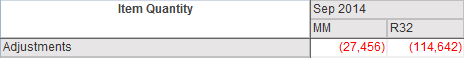 Item Quantity Sep 2014
MM R32
Adjustments (27,456) (114,642)